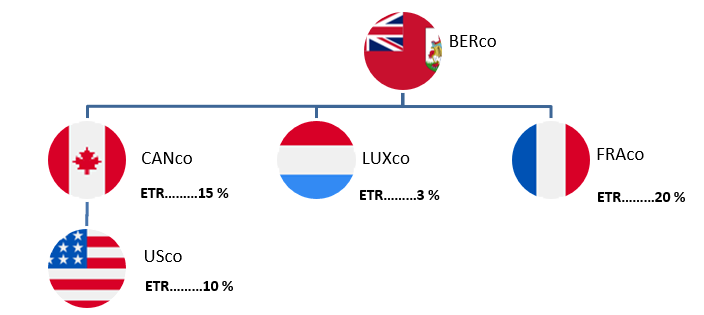 BERco
CANco
ETR.........15 %
LUXco
ETR.........3 %
FRAco
ETR.........20 %
USco
ETR.........10 %